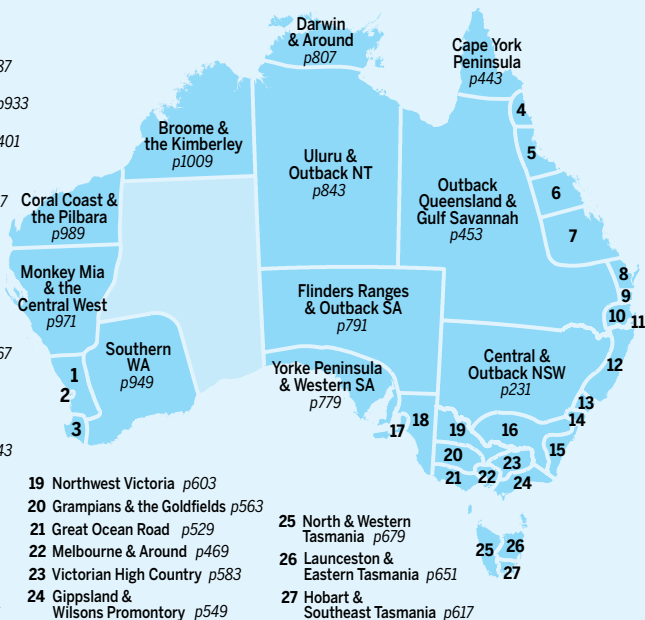 Darwin
& Around
p807
Cape York
Peninsula
p443
p933
4
Broome &
the Kimberley
p1009
5
Uluru &
Outback NT
p843
Outback
Queensland &
Gulf Savannah
p453
6
Coral Coast &
the Pilbara
p989
7
Monkey Mia
& the
Central West
p971
8
9
10
11
Flinders Ranges
& Outback SA
p791
Southern
WA
p949
Yorke Peninsula
& Western SA
p779
Central &
Outback NSW
p231
12
1
2
3
13
14
15
16
17
18
19
20
21
22
23
24
19 Northwest Victoria p603
20 Grampians & the Goldfields p563
21 Great Ocean Road p529
22 Melbourne & Around p469
23 Victorian High Country p583
24 Gippsland &
Wilsons Promontory p549
25 North & Western
Tasmania p679
26 Launceston &
Eastern Tasmania p651
27 Hobart &
Southeast Tasmania p617
25
26
27